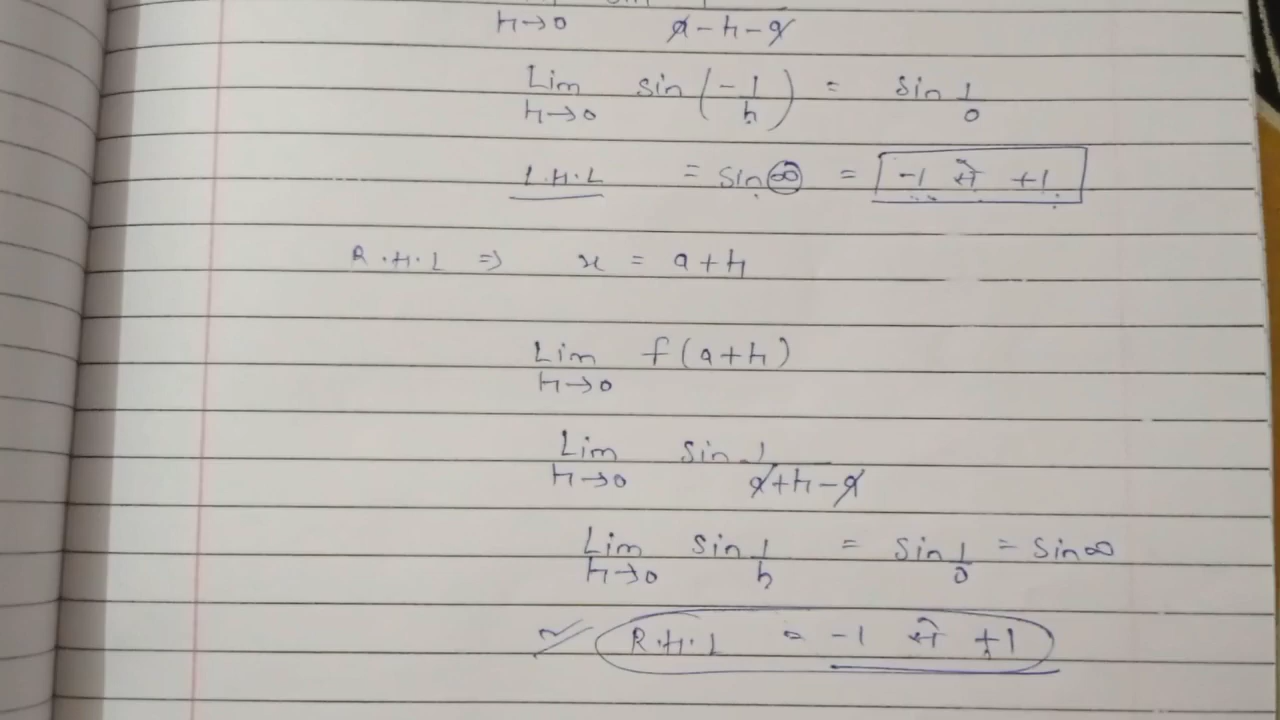 h→0 a-h-a
Lim sin (-1/h) = sin 1/0
h→0
L.H.L = sin ∞ = -1 से +1
R.H.L ⇒ x = a+h
Lim f(a+h)
h→0
Lim sin 1/a+h-a
h→0
Lim sin 1/h = sin 1/0 = sin ∞
h→0
R.H.L = -1 से +1